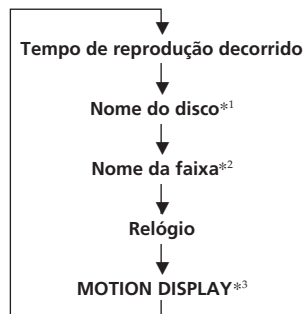 Tempo de reprodução decorrido
Nome do disco*1
Nome da faixa*2
Relógio
MOTION DISPLAY*3